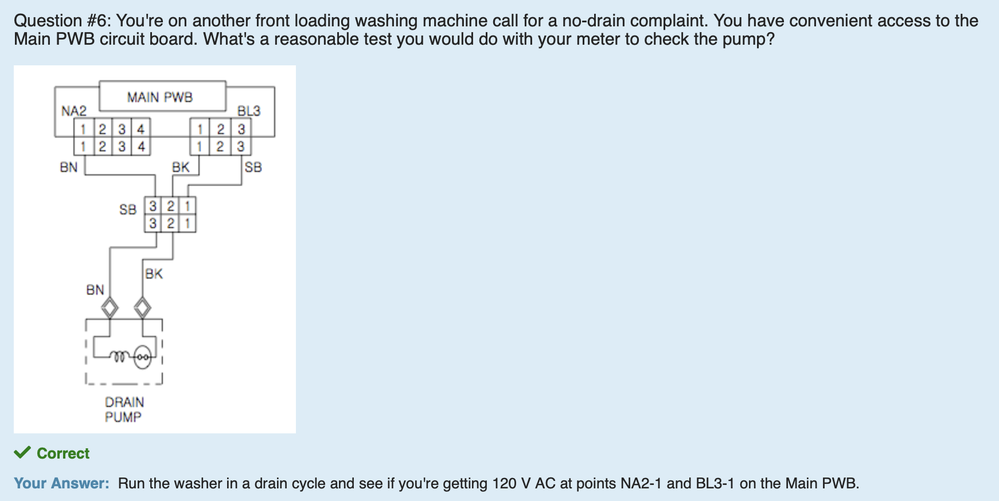 Question #6: You're on another front loading washing machine call for a no-drain complaint. You have convenient access to the
Main PWB circuit board. What's a reasonable test you would do with your meter to check the pump?
MAIN PWB
NA2 BL3
1 2 3 4 1 2 3
1 2 3 4 1 2 3
BN BK SB
SB 3 2 1
3 2 1
BK
BN
DRAIN
PUMP
Correct
Your Answer: Run the washer in a drain cycle and see if you're getting 120 V AC at points NA2-1 and BL3-1 on the Main PWB.